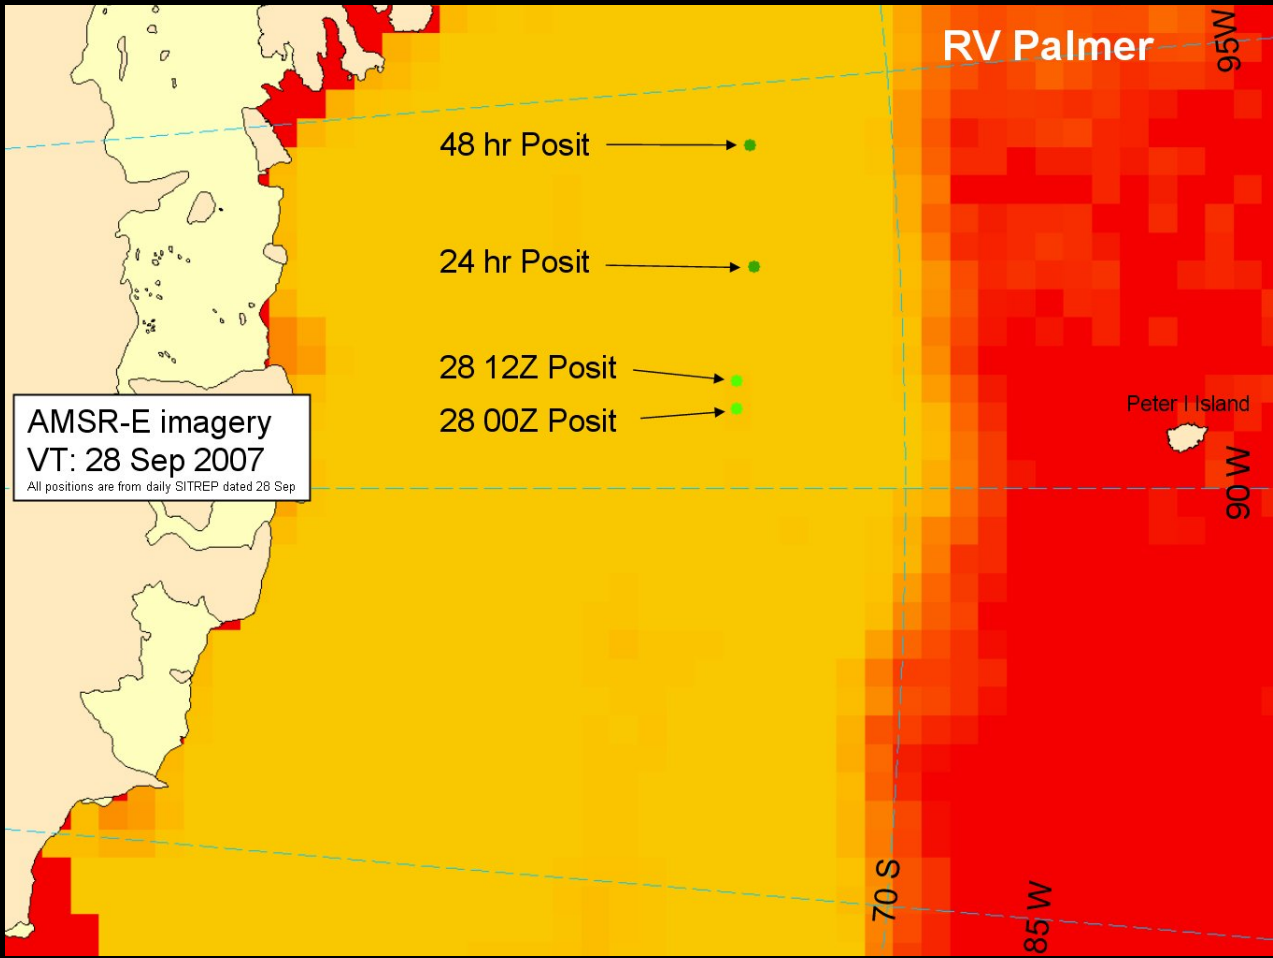 RV Palmer
95W
48 hr Posit
24 hr Posit
28 12Z Posit
28 00Z Posit
Peter I Island
AMSR-E imagery
VT: 28 Sep 2007
All positions are from daily SITREP dated 28 Sep
90 W
70 S
85 W